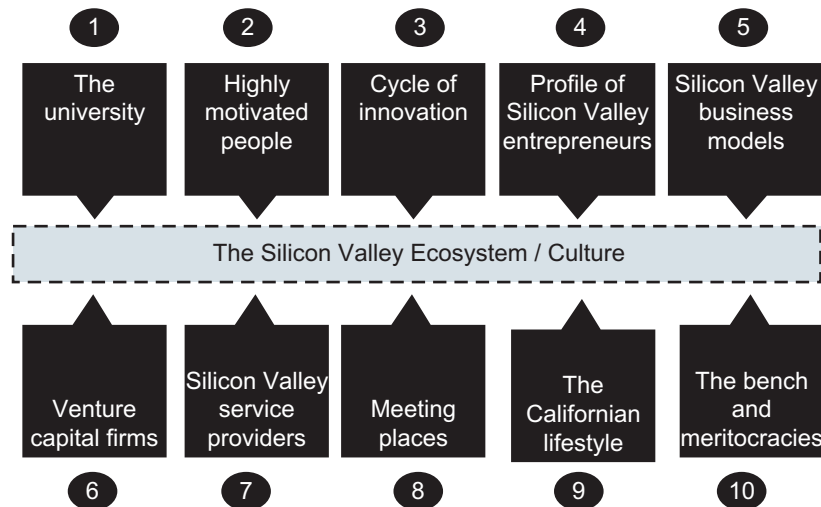 1
2
3
4
5
The
university
Highly
motivated
people
Cycle of
innovation
Profile of
Silicon Valley
entrepreneurs
Silicon Valley
business
models
The Silicon Valley Ecosystem / Culture
Venture
capital firms
Silicon Valley
service
providers
Meeting
places
The
Californian
lifestyle
The bench
and
meritocracies
6
7
8
9
10